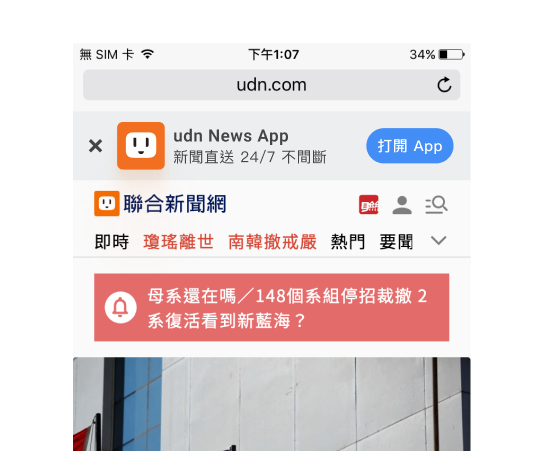 無 SIM 卡 下午1:07 34%
udn.com
udn News App
新聞直送 24/7 不間斷
打開 App
聯合新聞網
即時 瓊瑤離世 南韓撤戒嚴 熱門 要聞
母系還在嗎／148個系組停招裁撤 2
系復活看到新藍海？